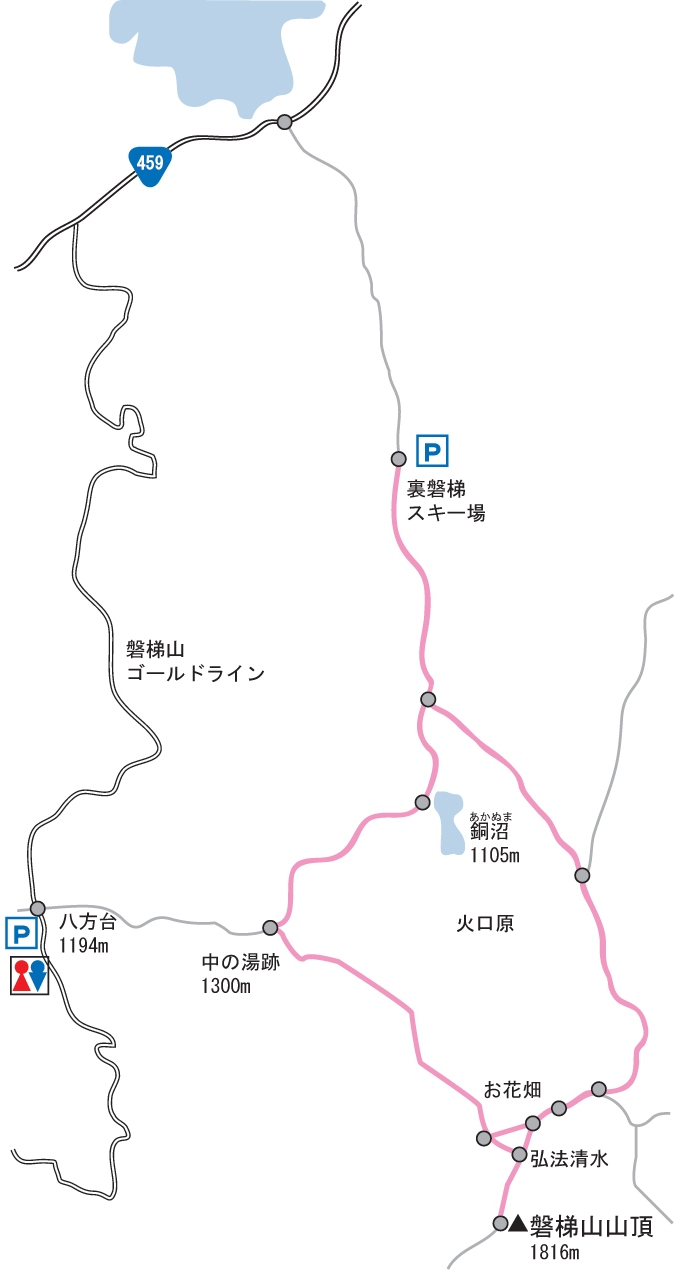 459
P
裏磐梯
スキー場
磐梯山
ゴールドライン
あかぬま
銅沼
1105m
八方台
1194m
P
火口原
中の湯跡
1300m
お花畑
弘法清水
▲磐梯山山頂
1816m